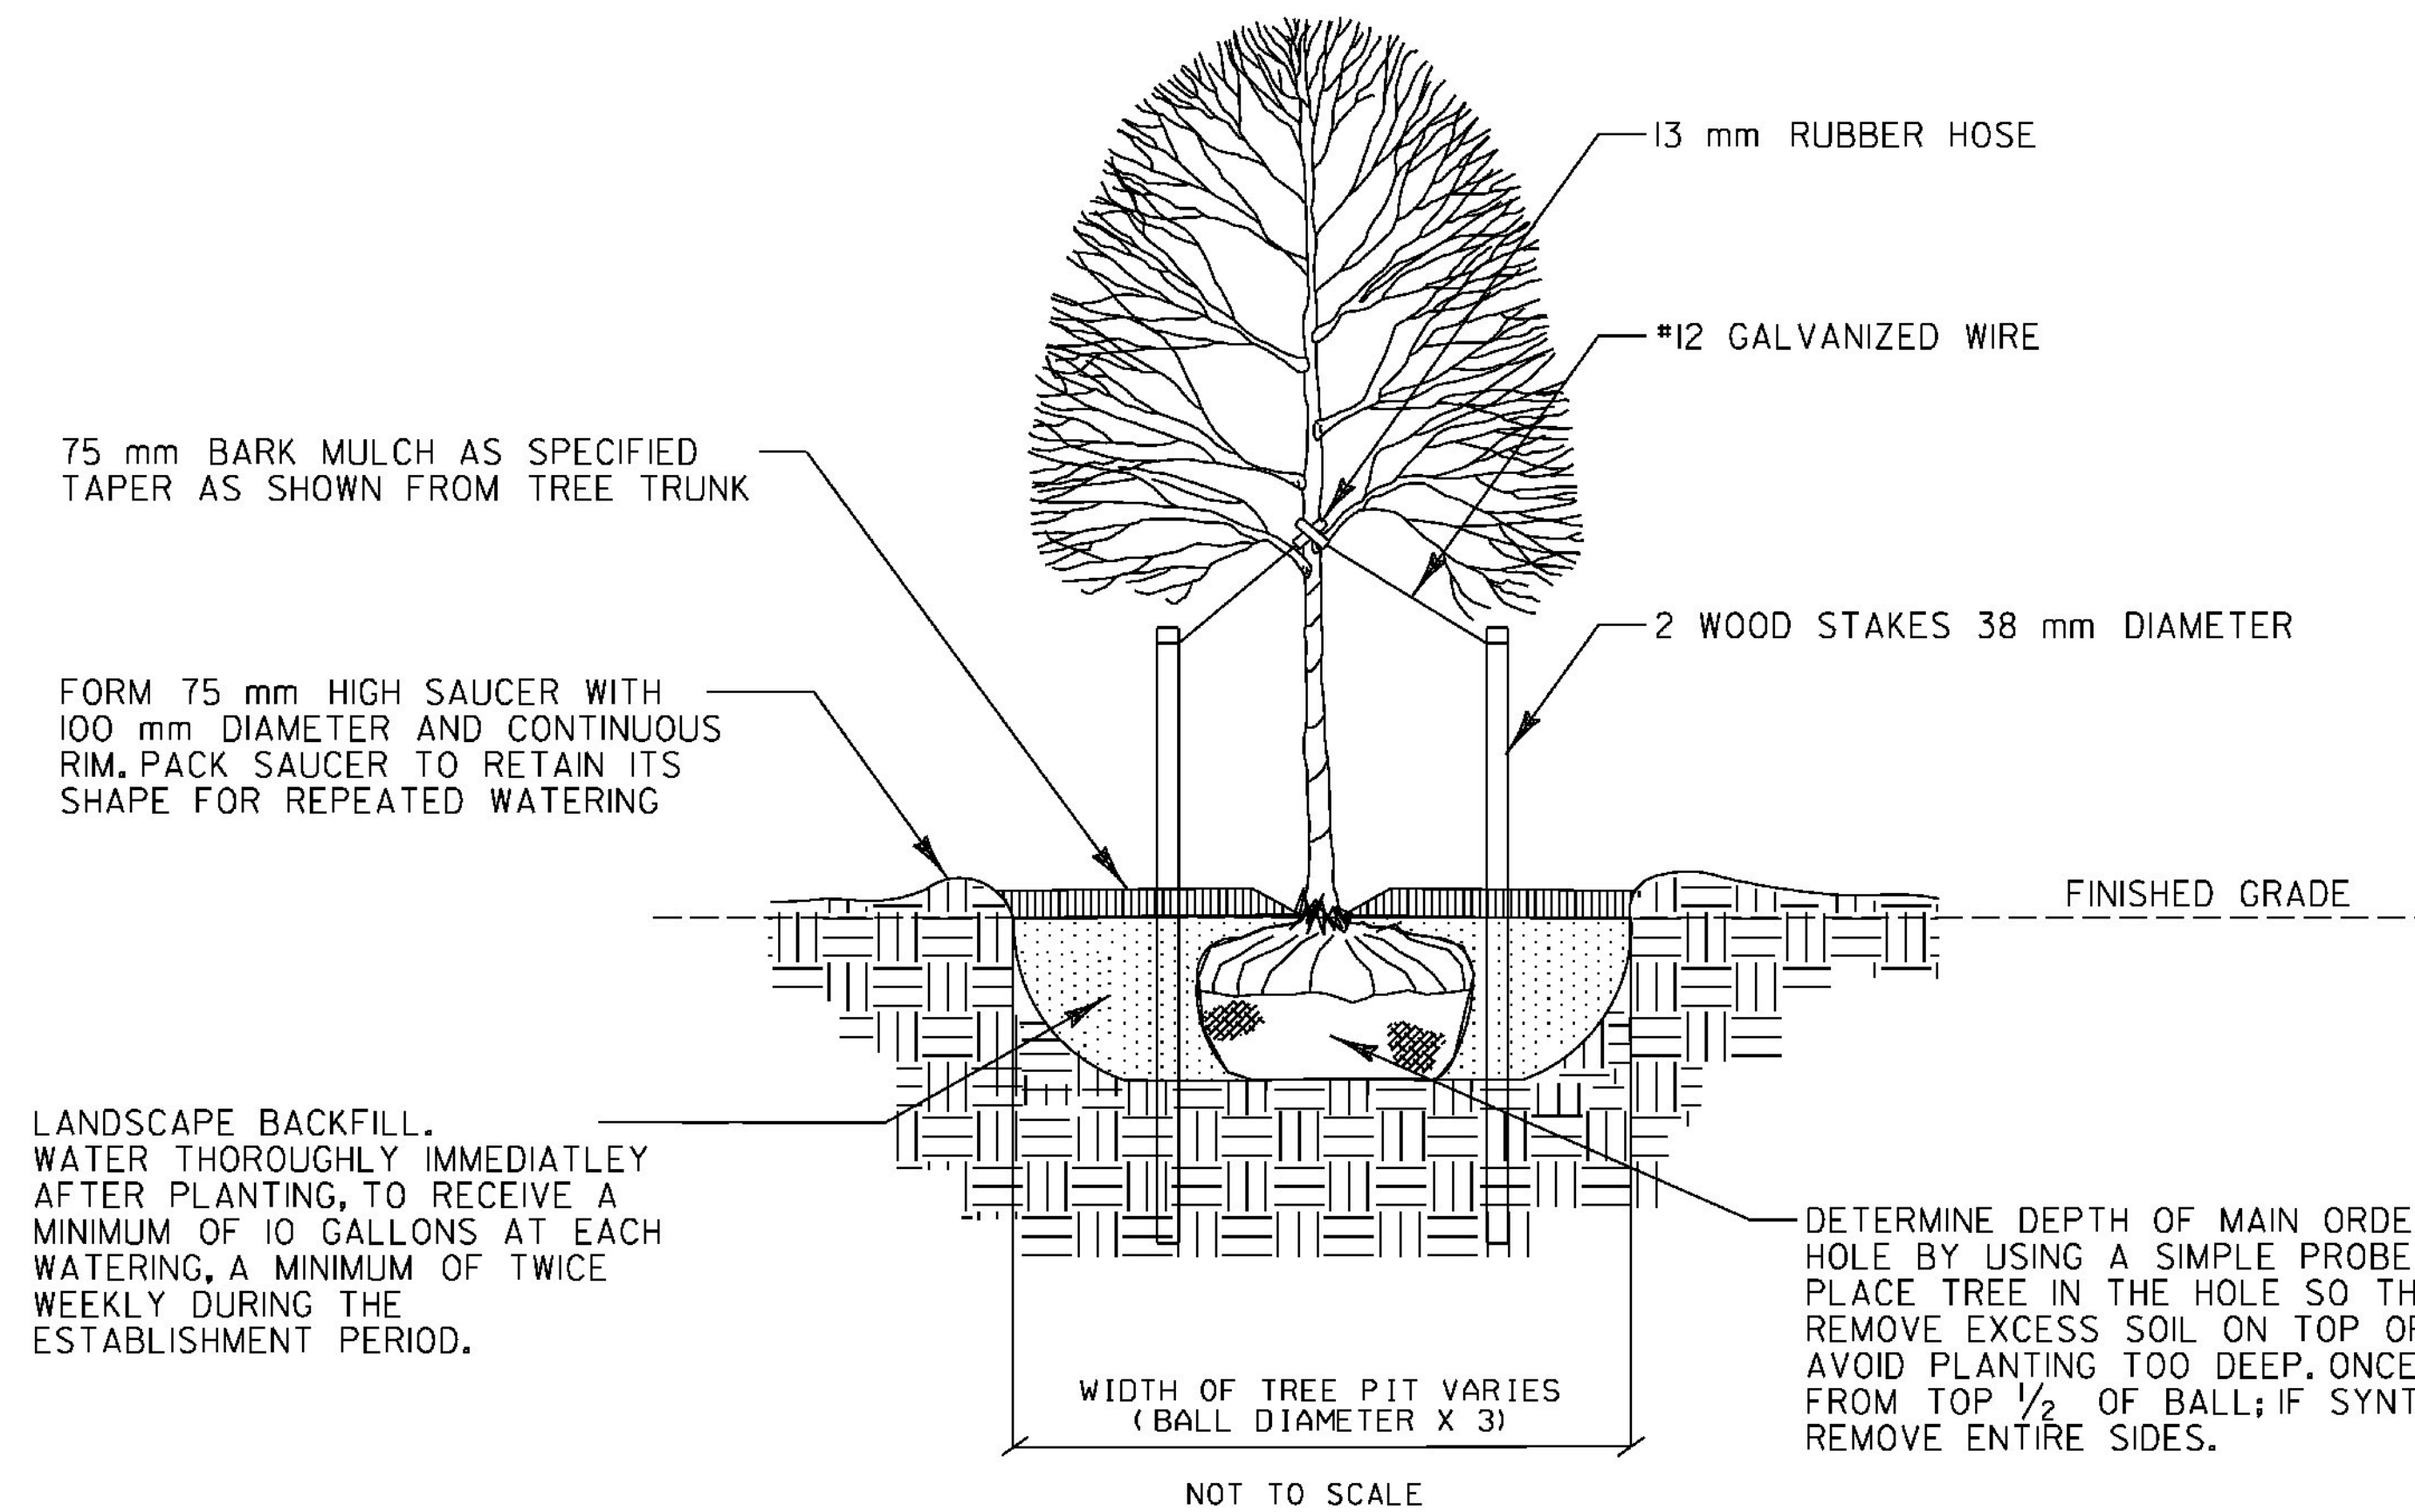 13 mm RUBBER HOSE
#12 GALVANIZED WIRE
75 mm BARK MULCH AS SPECIFIED
TAPER AS SHOWN FROM TREE TRUNK
2 WOOD STAKES 38 mm DIAMETER
FORM 75 mm HIGH SAUCER WITH
100 mm DIAMETER AND CONTINUOUS
RIM. PACK SAUCER TO RETAIN ITS
SHAPE FOR REPEATED WATERING
FINISHED GRADE
LANDSCAPE BACKFILL.
WATER THOROUGHLY IMMEDIATLEY
AFTER PLANTING, TO RECEIVE A
MINIMUM OF 10 GALLONS AT EACH
WATERING, A MINIMUM OF TWICE
WEEKLY DURING THE
ESTABLISHMENT PERIOD.
DETERMINE DEPTH OF MAIN
HOLE BY USING A SIMPLE PROBE
PLACE TREE IN THE HOLE SO
REMOVE EXCESS SOIL ON TOP
AVOID PLANTING TOO DEEP. ONCE
FROM TOP 1/2 OF BALL; IF
REMOVE ENTIRE SIDES.
WIDTH OF TREE PIT VARIES
(BALL DIAMETER X 3)
NOT TO SCALE